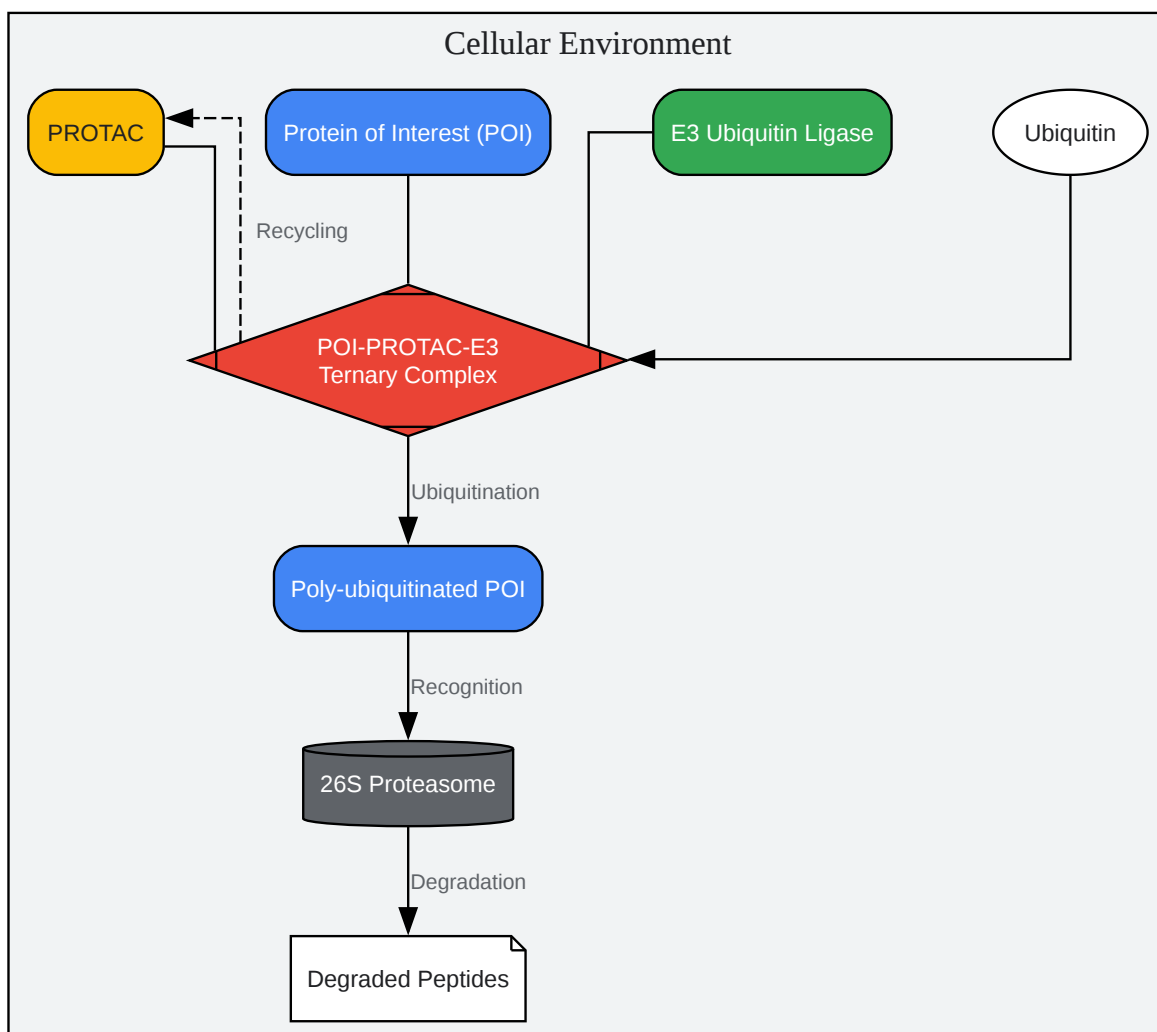 Cellular Environment
PROTAC
Protein of Interest (POI)
E3 Ubiquitin Ligase
Ubiquitin
Recycling
POI-PROTAC-E3
Ternary Complex
Ubiquitination
Poly-ubiquitinated POI
Recognition
26S Proteasome
Degradation
Degraded Peptides